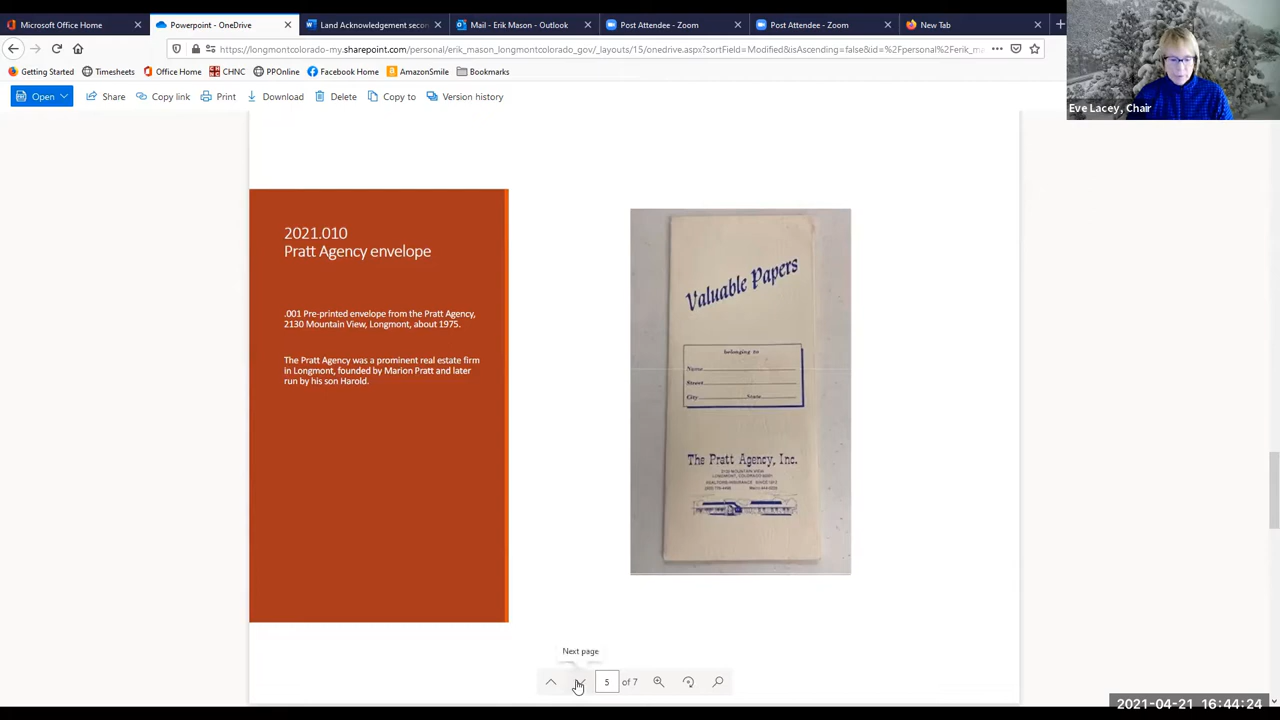 Microsoft Office Home
Powerpoint - OneDrive
Land Acknowledgement seco
Mail - Erik Mason - Outlook
Post Attendee - Zoom
Post Attendee - Zoom
New Tab
https://longmontcolorado-my.sharepoint.com/personal/erik_mason_longmontcolorado_gov/_layouts/15/onedrive.aspx?sortField=Modified&isAscending=false&id=%2Fpersonal%2Ferik_m
Getting Started
Timesheets
Office Home
CHNC
PPOnline
Facebook Home
AmazonSmile
Bookmarks
Open
Share
Copy link
Print
Download
Delete
Copy to
Version history
Eve Lacey, Chair
2021.010
Pratt Agency envelope
.001 Pre-printed envelope from the Pratt Agency,
2130 Mountain View, Longmont, about 1975.
The Pratt Agency was a prominent real estate firm
in Longmont, founded by Marion Pratt and later
run by his son Harold.
Valuable Papers
belonging to
Name
Street
City State
The Pratt Agency, Inc.
2130 MOUNTAIN VIEW
Next page
5 of 7
2021-04-21 16:44:24